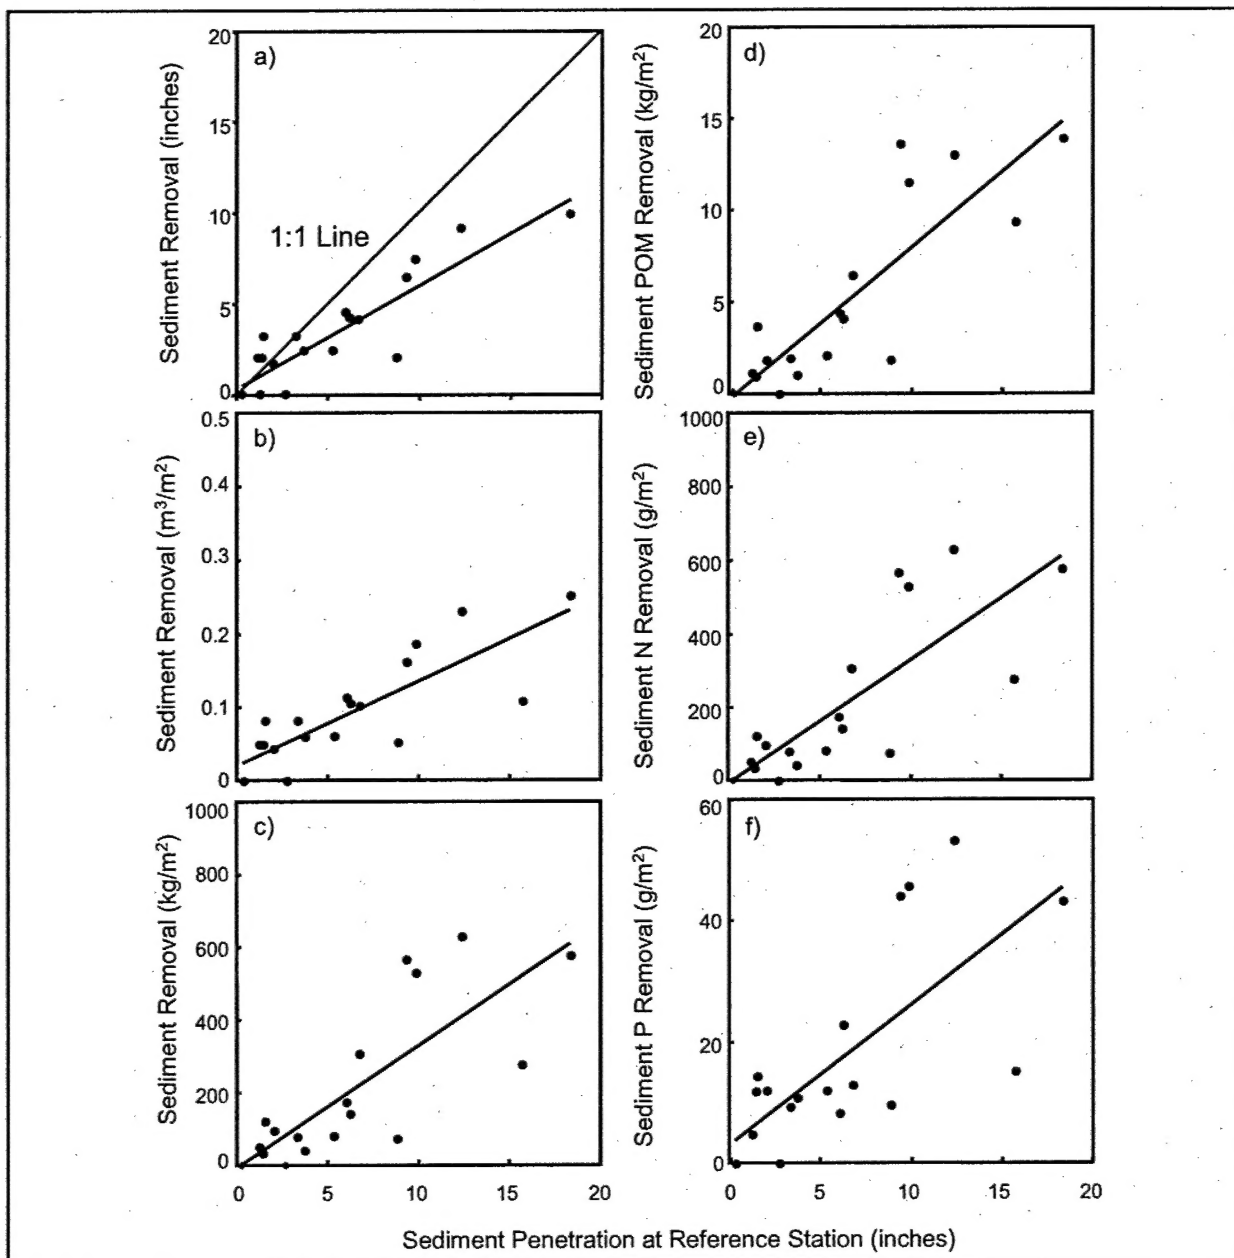 a)
Sediment Removal (inches)
20
15
10
5
0
1:1 Line
d)
Sediment POM Removal (kg/m²)
20
15
10
5
0
b)
Sediment Removal (m³/m²)
0.5
0.4
0.3
0.2
0.1
0
e)
Sediment N Removal (g/m²)
1000
800
600
400
200
0
c)
Sediment Removal (kg/m²)
1000
800
600
400
200
0
0 5 10 15 20
f)
Sediment P Removal (g/m²)
60
40
20
0
0 5 10 15 20
Sediment Penetration at Reference Station (inches)